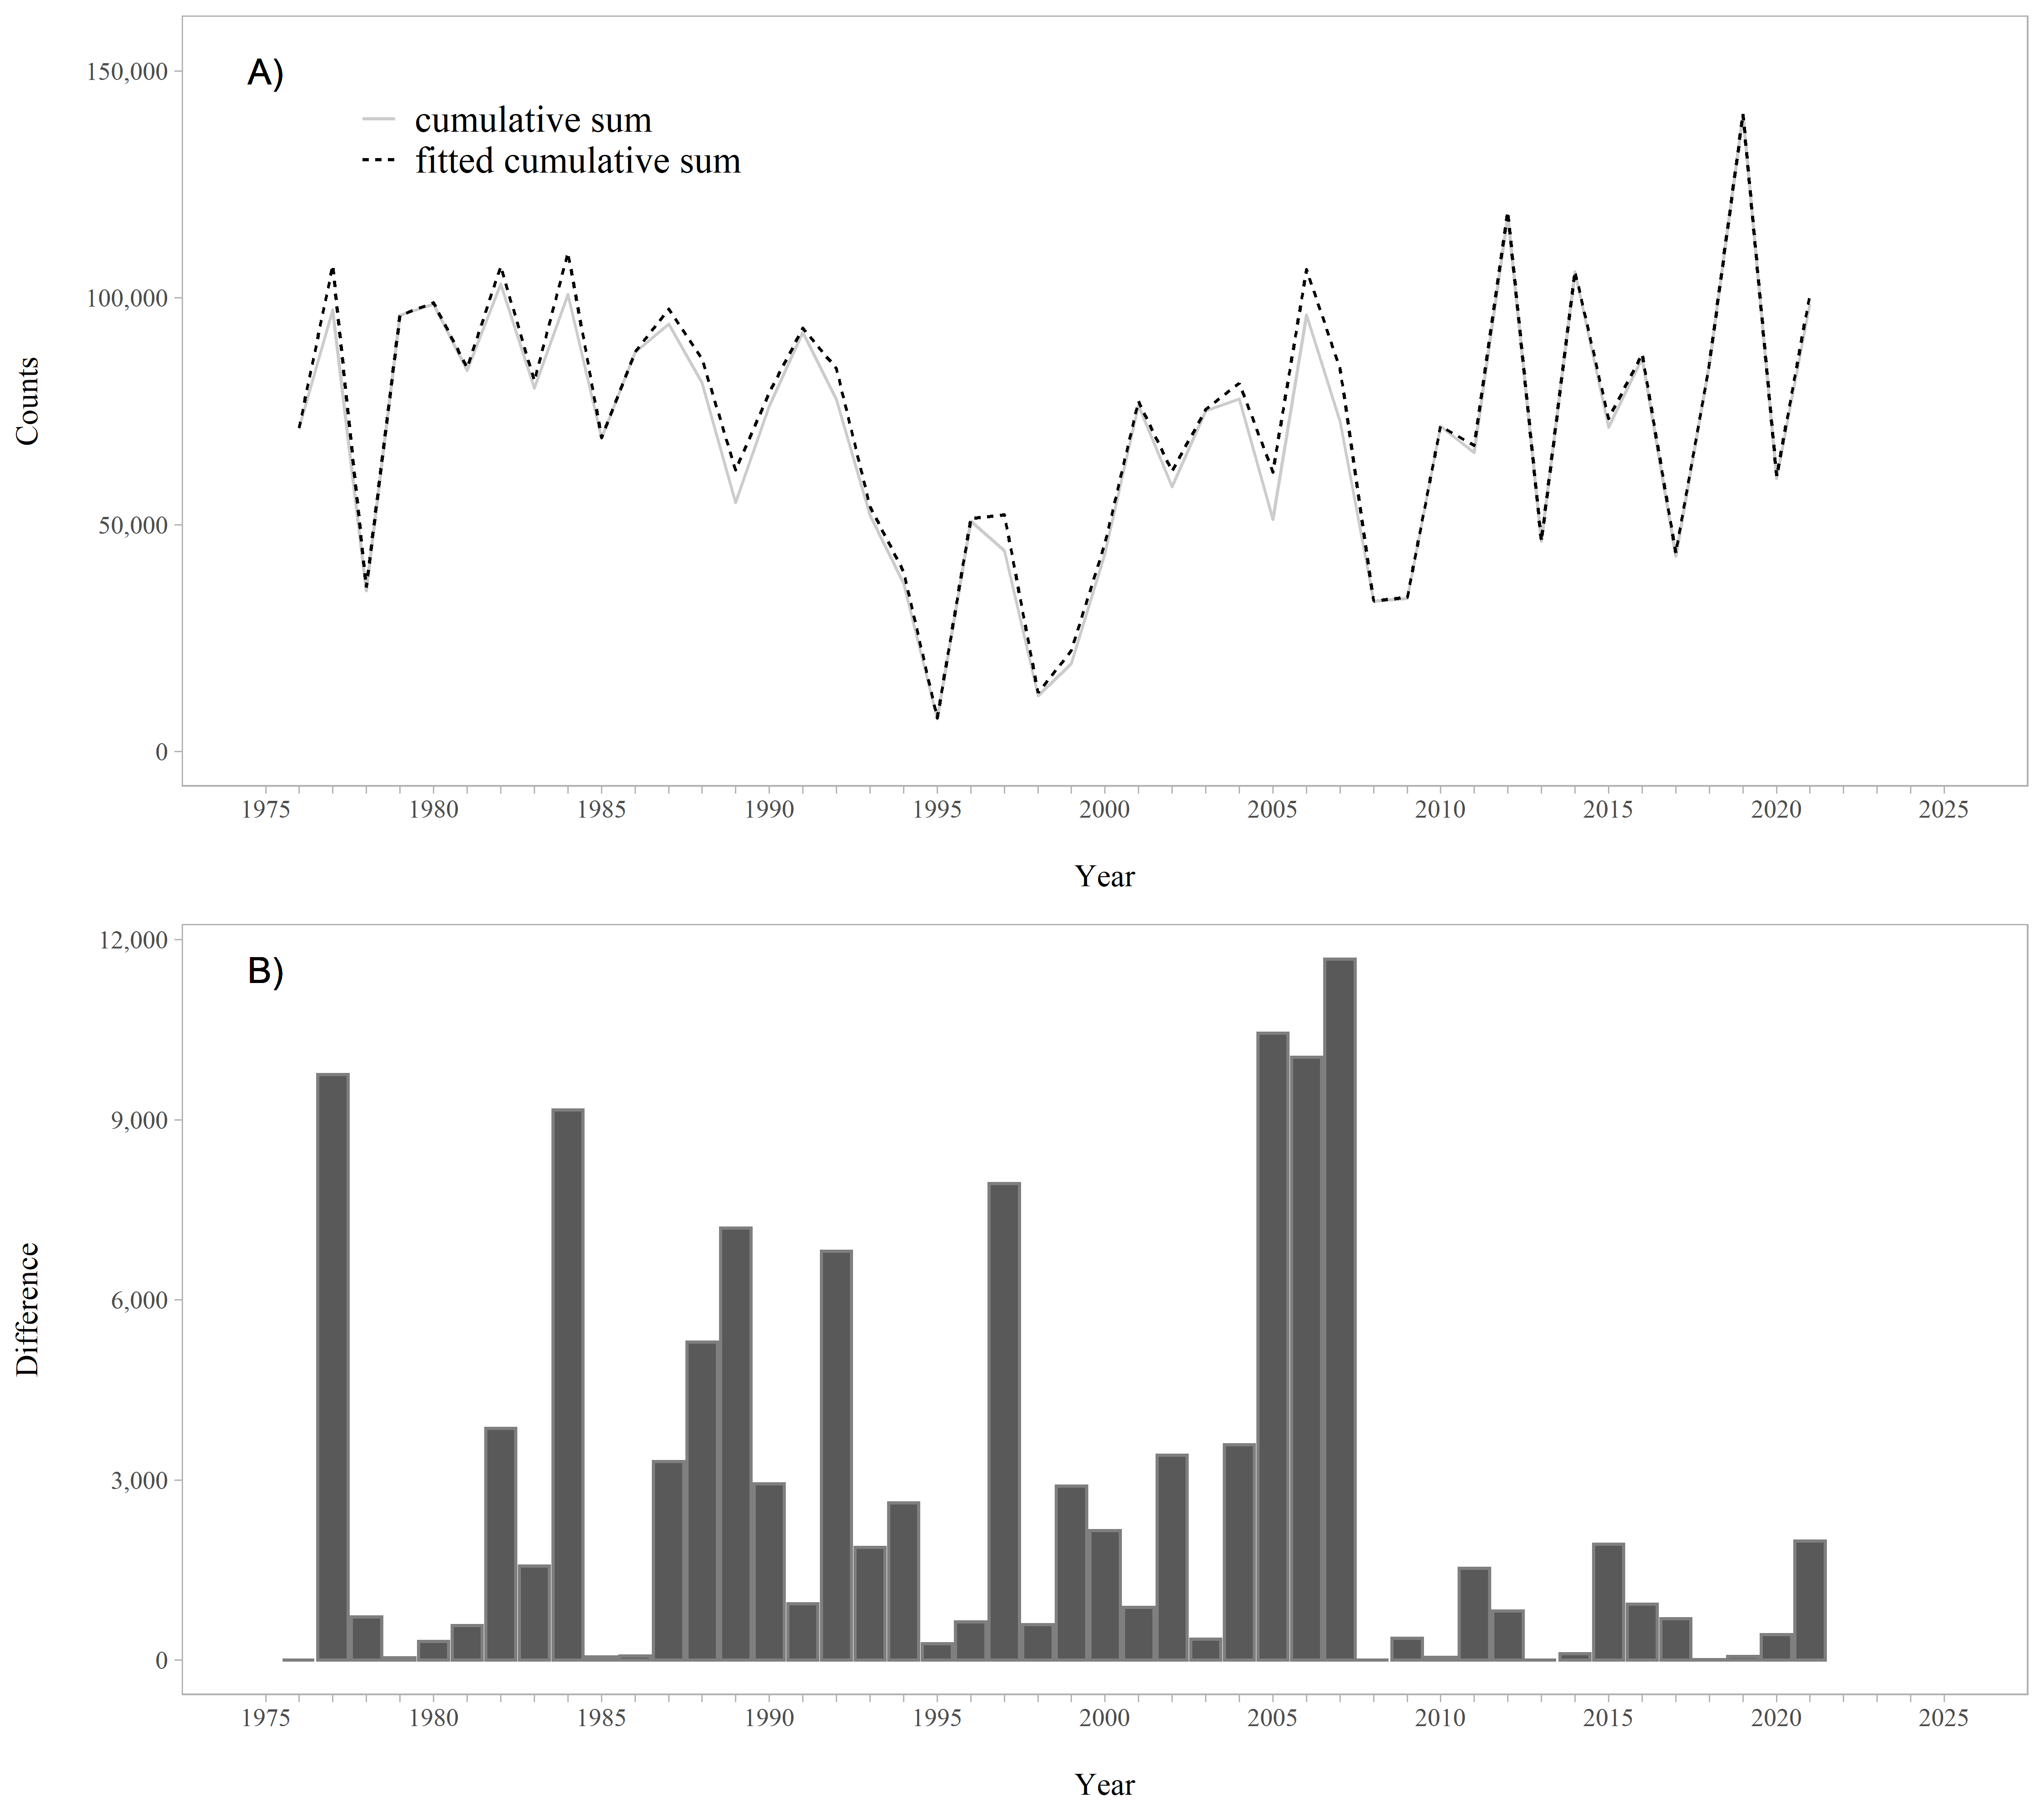 A)
cumulative sum
fitted cumulative sum
150,000
100,000
50,000
0
Counts
1975 1980 1985 1990 1995 2000 2005 2010 2015 2020 2025
Year
B)
12,000
9,000
6,000
3,000
0
Difference
1975 1980 1985 1990 1995 2000 2005 2010 2015 2020 2025
Year